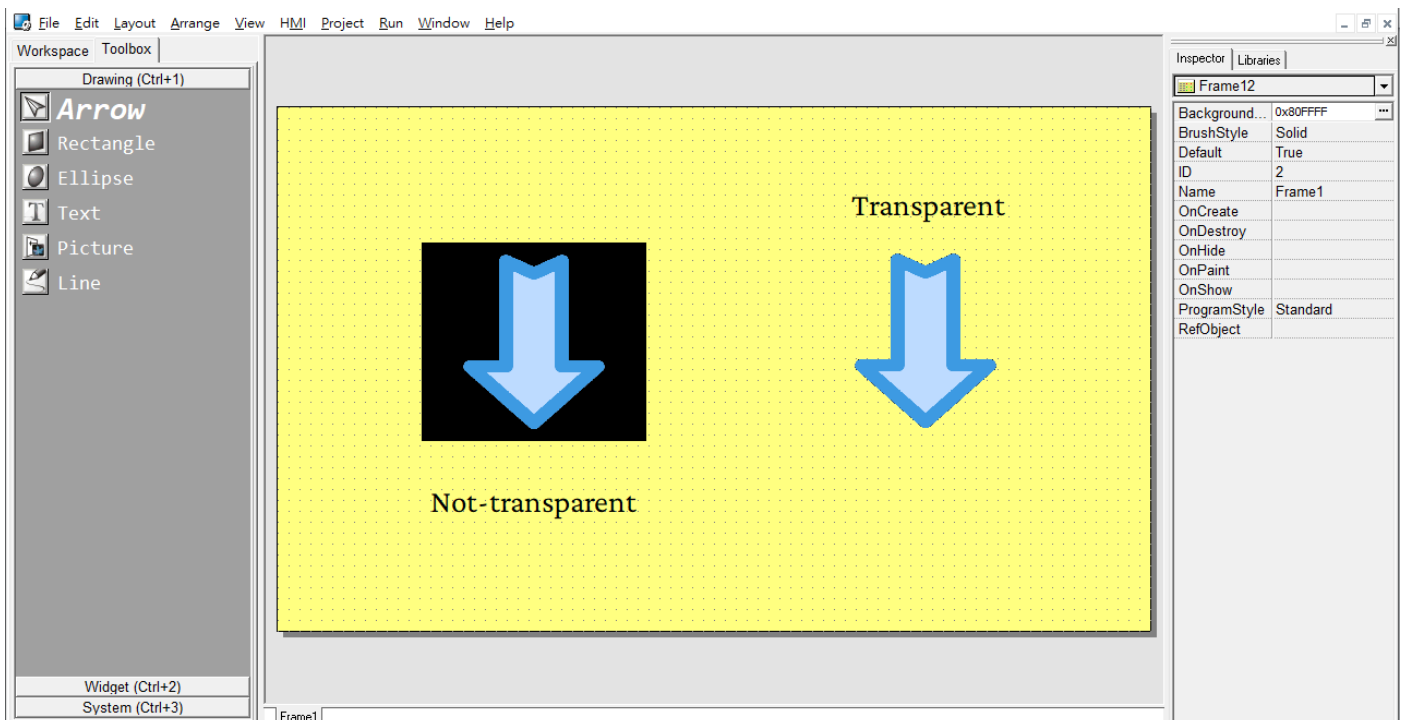 File Edit Layout Arrange View HMI Project Run Window Help
Workspace Toolbox
Drawing (Ctrl+1)
Arrow
Rectangle
Ellipse
Text
Picture
Line
Widget (Ctrl+2)
System (Ctrl+3)
Transparent
Not-transparent
Frame1
Inspector Libraries
Frame12
Background... 0x80FFFF ...
BrushStyle Solid
Default True
ID 2
Name Frame1
OnCreate
OnDestroy
OnHide
OnPaint
OnShow
ProgramStyle Standard
RefObject